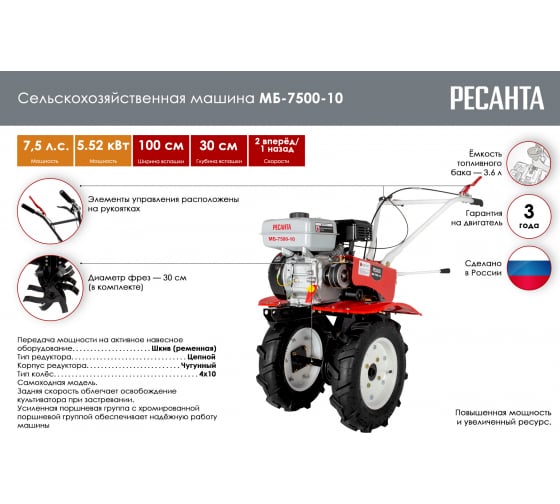 Сельскохозяйственная машина МБ-7500-10
РЕСАНТА
7,5 л.с.
Мощность
5.52 кВт
Мощность
100 см
Ширина вспашки
30 см
Глубина вспашки
2 вперёд/
1 назад
Скорости
Элементы управления расположены
на рукоятках
Диаметр фрез — 30 см
(в комплекте)
РЕСАНТА
МБ-7500-10
РЕСАНТА
Ёмкость
топливного
бака — 3.6 л
Гарантия
на двигатель
3
года
Сделано
в России
Передача мощности на активное навесное
оборудование. . . . . . . . . . . . . . Шкив (ременная)
Тип редуктора. . . . . . . . . . . . . . . . . . . . . . . Цепной
Корпус редуктора. . . . . . . . . . . . . . . . . Чугунный
Тип колёс. . . . . . . . . . . . . . . . . . . . . . . . . . . . . . 4х10
Самоходная модель.
Задняя скорость облегчает освобождение
культиватора при застревании.
Усиленная поршневая группа с хромированной
поршневой группой обеспечивает надёжную работу
машины
Повышенная мощность
и увеличенный ресурс.